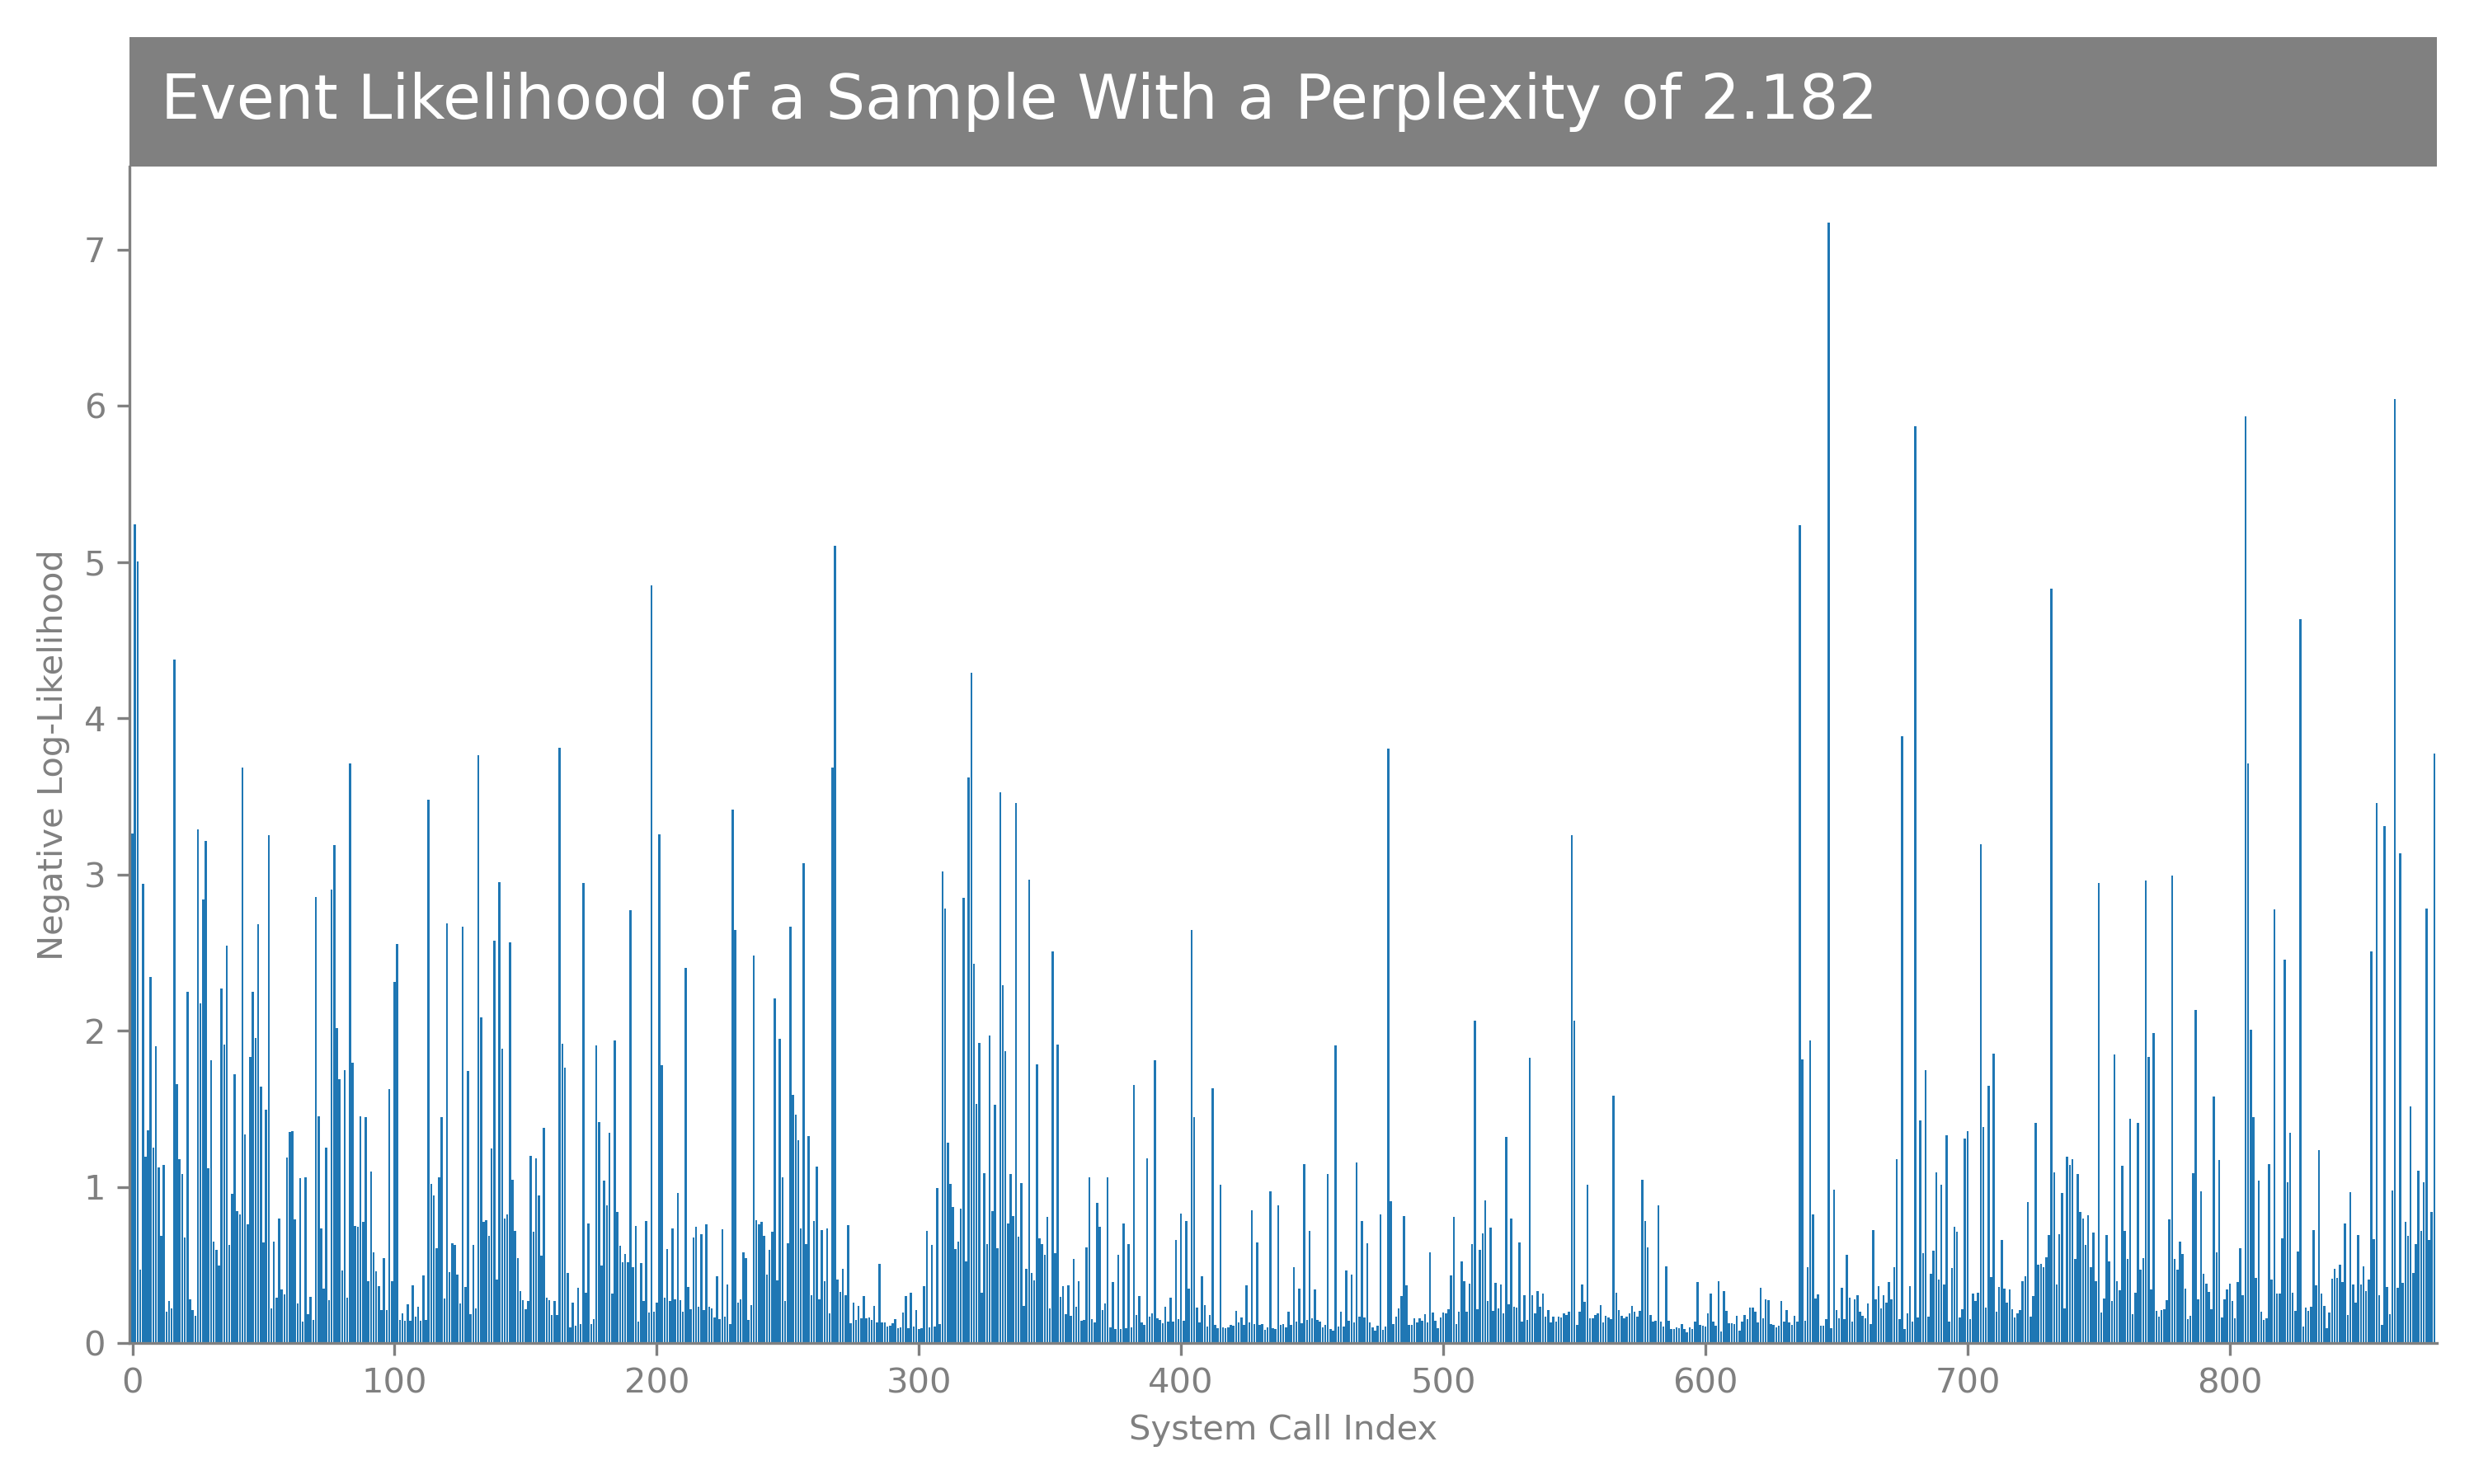 Event Likelihood of a Sample With a Perplexity of 2.182
Negative Log-Likelihood
7
6
5
4
3
2
1
0
0 100 200 300 400 500 600 700 800
System Call Index